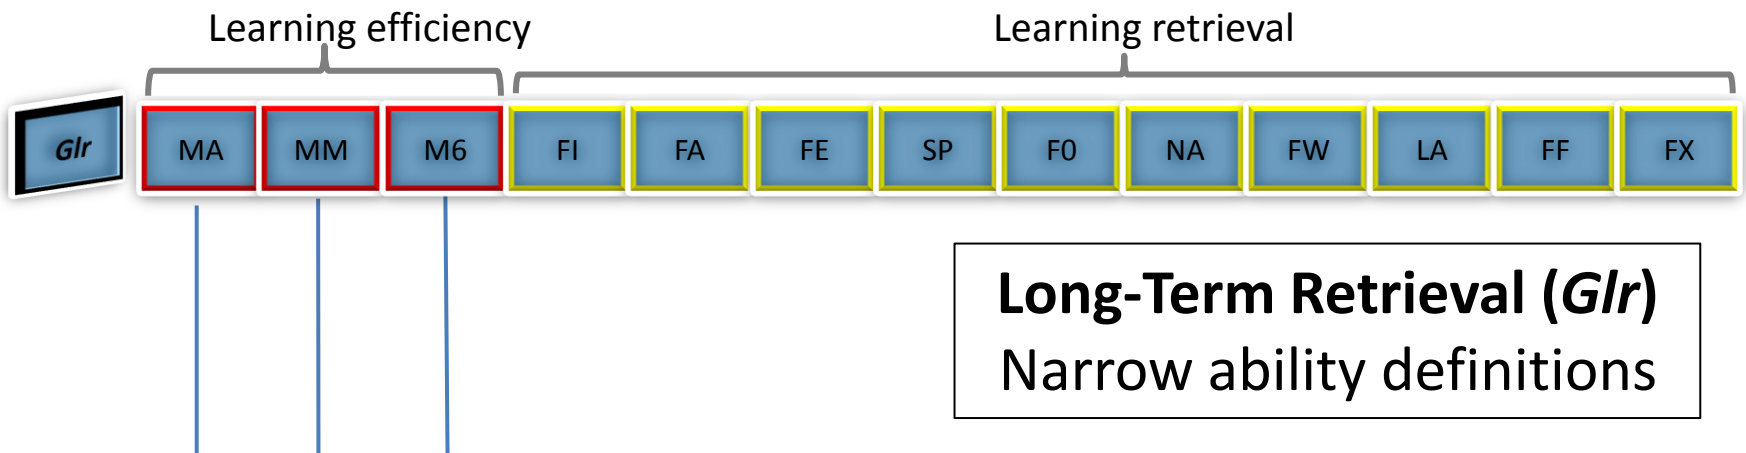 Learning efficiency Learning retrieval
Glr MA MM M6 FI FA FE SP F0 NA FW LA FF FX
Long-Term Retrieval (Glr)
Narrow ability definitions